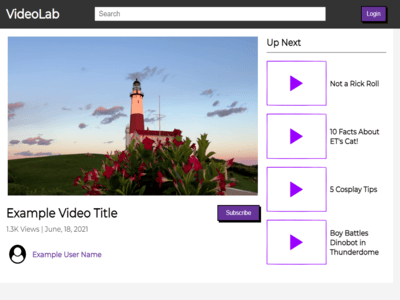 VideoLab
Search
Login
Up Next
Not a Rick Roll
10 Facts About
ET's Cat!
5 Cosplay Tips
Boy Battles
Dinobot in
Thunderdome
Example Video Title
Subscribe
1.3K Views | June, 18, 2021
Example User Name